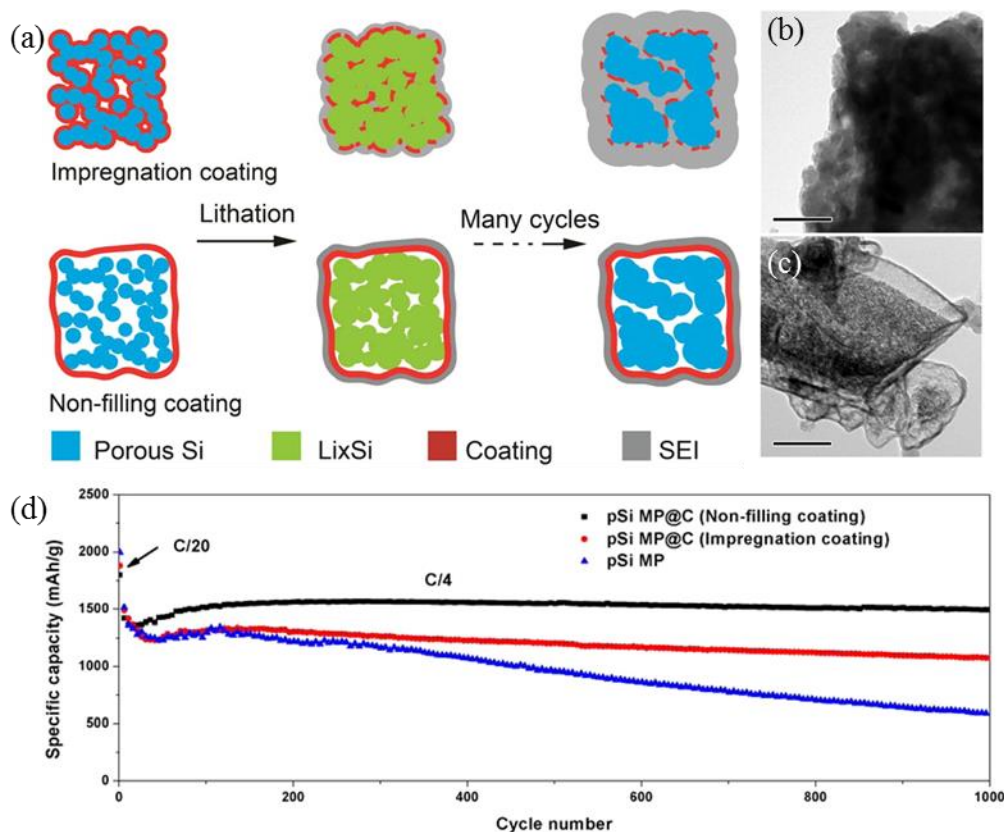 (a)
Impregnation coating
Lithation
Many cycles
Non-filling coating
Porous Si
LixSi
Coating
SEI
(b)
(c)
(d)
2500
2000
1500
1000
500
0
Specific capacity (mAh/g)
C/20
C/4
pSi MP@C (Non-filling coating)
pSi MP@C (Impregnation coating)
pSi MP
0
200
400
600
800
1000
Cycle number